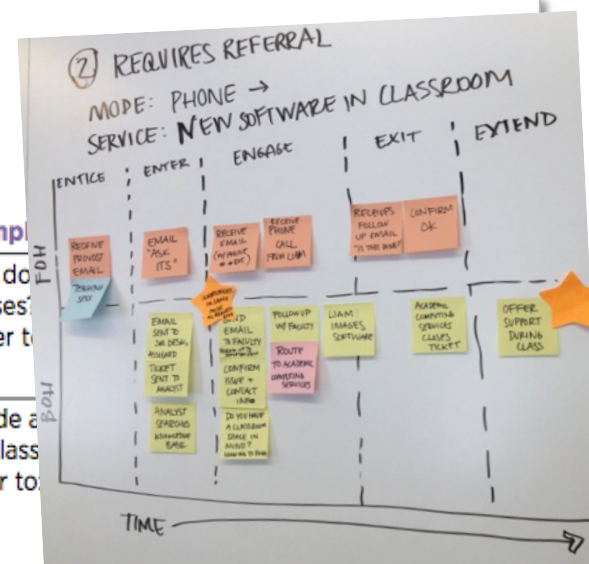 ② REQUIRES REFERRAL
MODE: PHONE →
SERVICE: NEW SOFTWARE IN CLASSROOM
ENTICE
ENTER
ENGAGE
EXIT
EXTEND
FOH
RECEIVE
PROVOST
EMAIL
EMAIL
"ASK
ITS"
RECEIVE
EMAIL
RECEIVE
PHONE
CALL
FROM LIAM
RECEIVES
FOLLOW
UP EMAIL
CONFIRM
OK
BOH
EMAIL
SENT TO
ASSIGNED
TICKET
SENT TO
ANALYST
ANALYST
SEARCHES
KNOWLEDGE
BASE
EMAIL
TO FACULTY
CONFIRM
ISSUE +
CONTACT
INFO
DO YOU HAVE
A CLASSROOM
SPACE IN
MIND?
FOLLOW UP
W/ FACULTY
ROUTE
TO ACADEMIC
COMPUTING
SERVICES
LIAM
IMAGES
SOFTWARE
ACADEMIC
COMPUTING
SERVICES
CLOSES
TICKET
OFFER
SUPPORT
DURING
CLASS
TIME